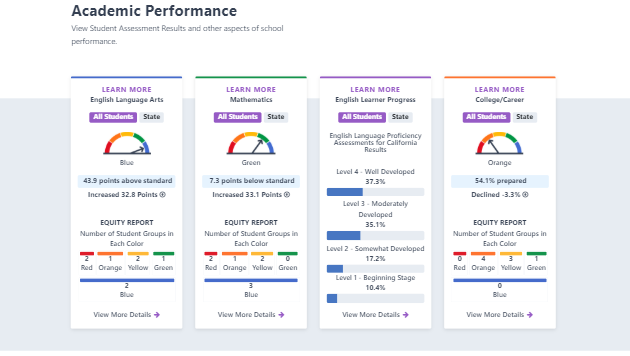 Academic Performance
View Student Assessment Results and other aspects of school
performance.
LEARN MORE
English Language Arts
All Students State
Blue
43.9 points above standard
Increased 32.8 Points
EQUITY REPORT
Number of Student Groups in
Each Color
2 1 2 1
Red Orange Yellow Green
2
Blue
View More Details
LEARN MORE
Mathematics
All Students State
Green
7.3 points below standard
Increased 33.1 Points
EQUITY REPORT
Number of Student Groups in
Each Color
2 1 2 0
Red Orange Yellow Green
3
Blue
View More Details
LEARN MORE
English Learner Progress
All Students State
English Language Proficiency
Assessments for California
Results
Level 4 - Well Developed
37.3%
Level 3 - Moderately
Developed
35.1%
Level 2 - Somewhat Developed
17.2%
Level 1 - Beginning Stage
10.4%
View More Details
LEARN MORE
College/Career
All Students State
Orange
54.1% prepared
Declined -3.3%
EQUITY REPORT
Number of Student Groups in
Each Color
0 4 3 1
Red Orange Yellow Green
0
Blue
View More Details